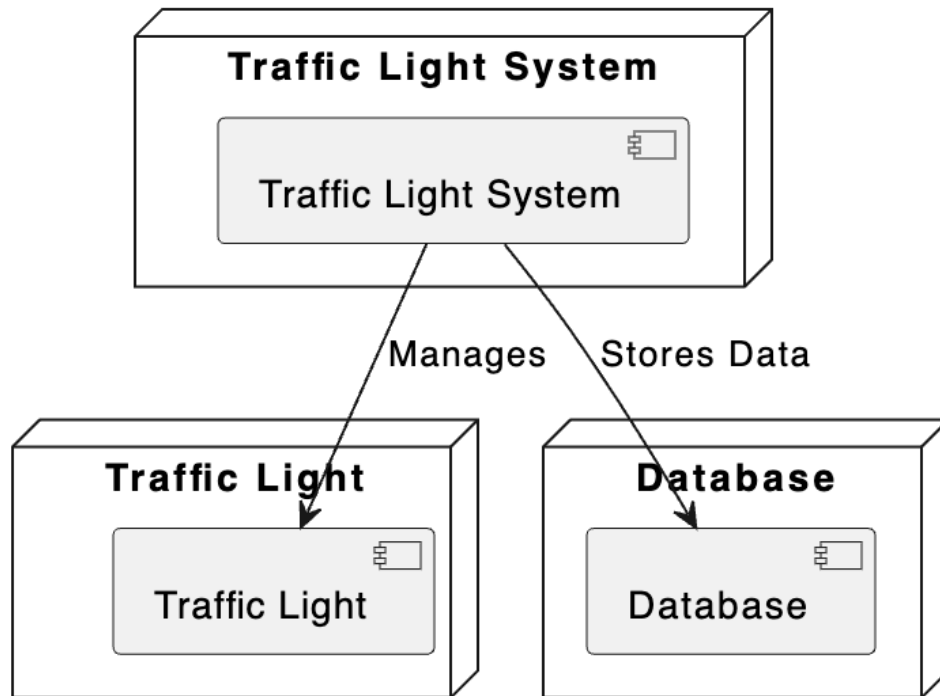 Traffic Light System
Traffic Light System
Manages
Stores Data
Traffic Light
Traffic Light
Database
Database